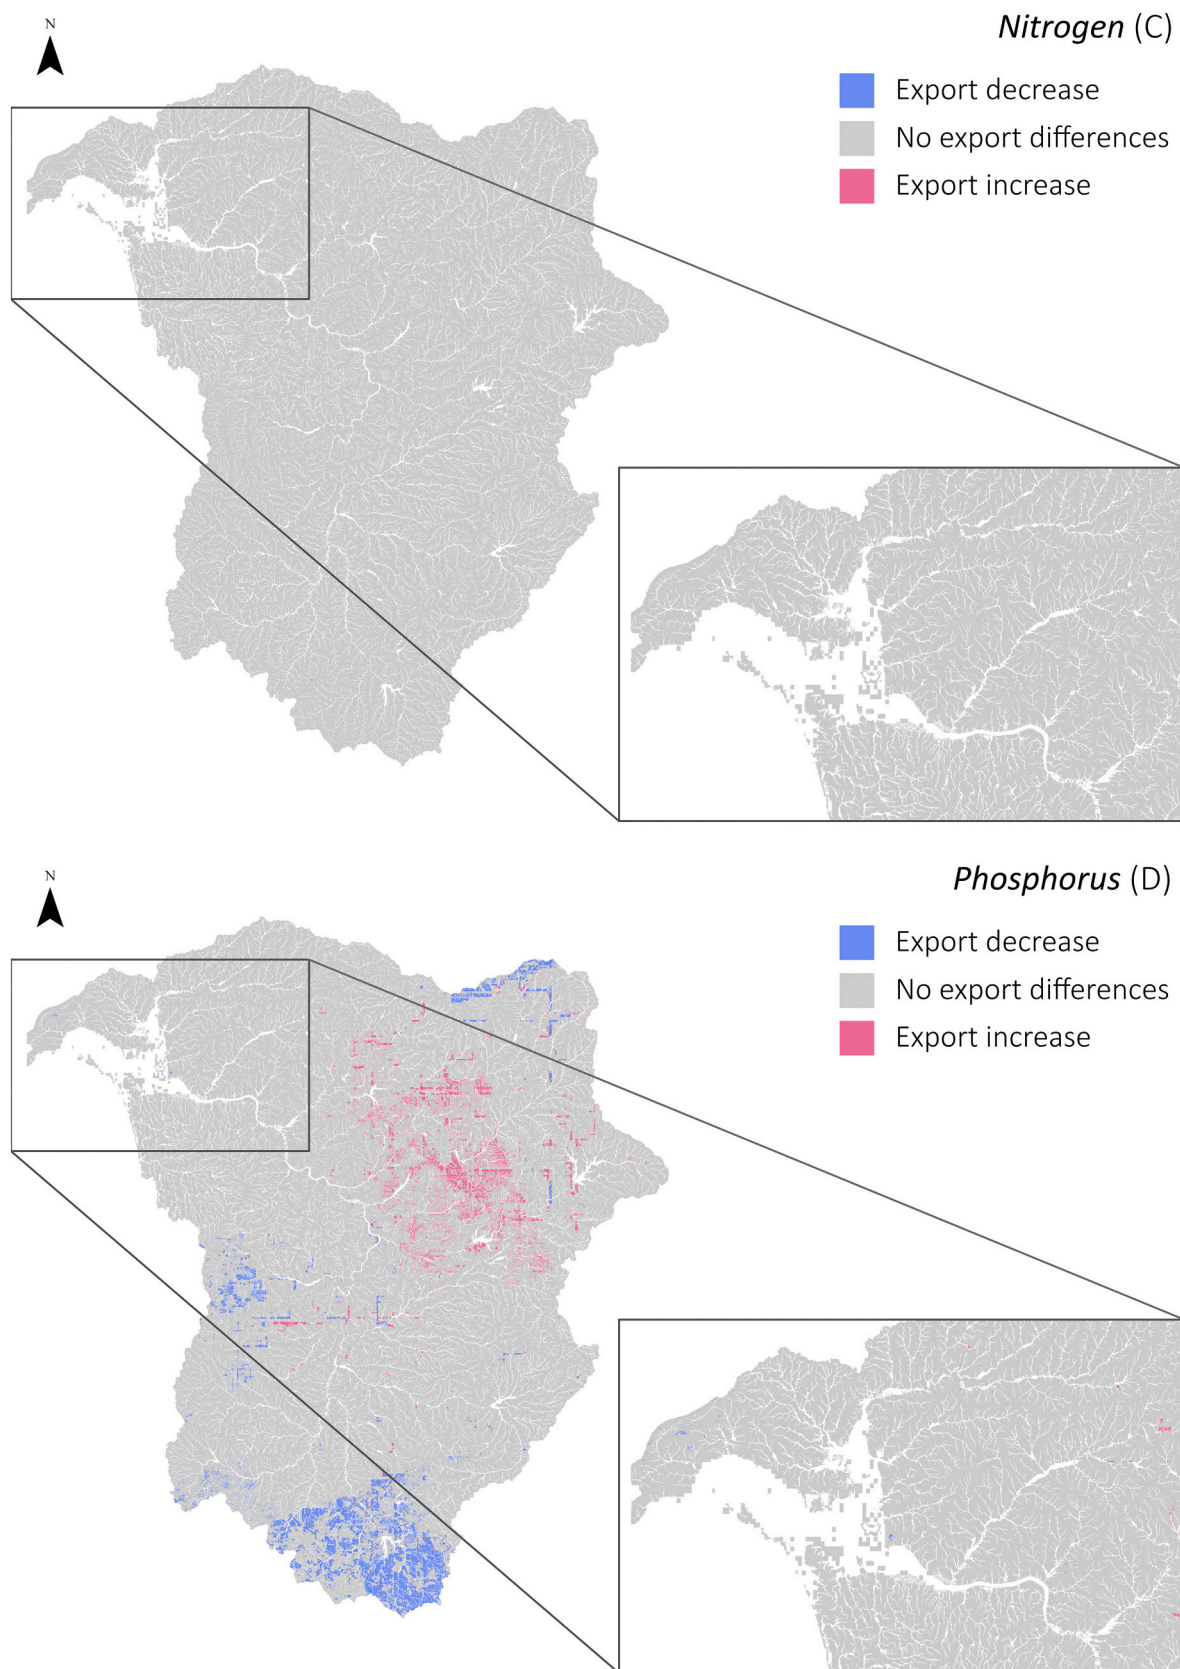 N
Nitrogen (C)
Export decrease
No export differences
Export increase
N
Phosphorus (D)
Export decrease
No export differences
Export increase